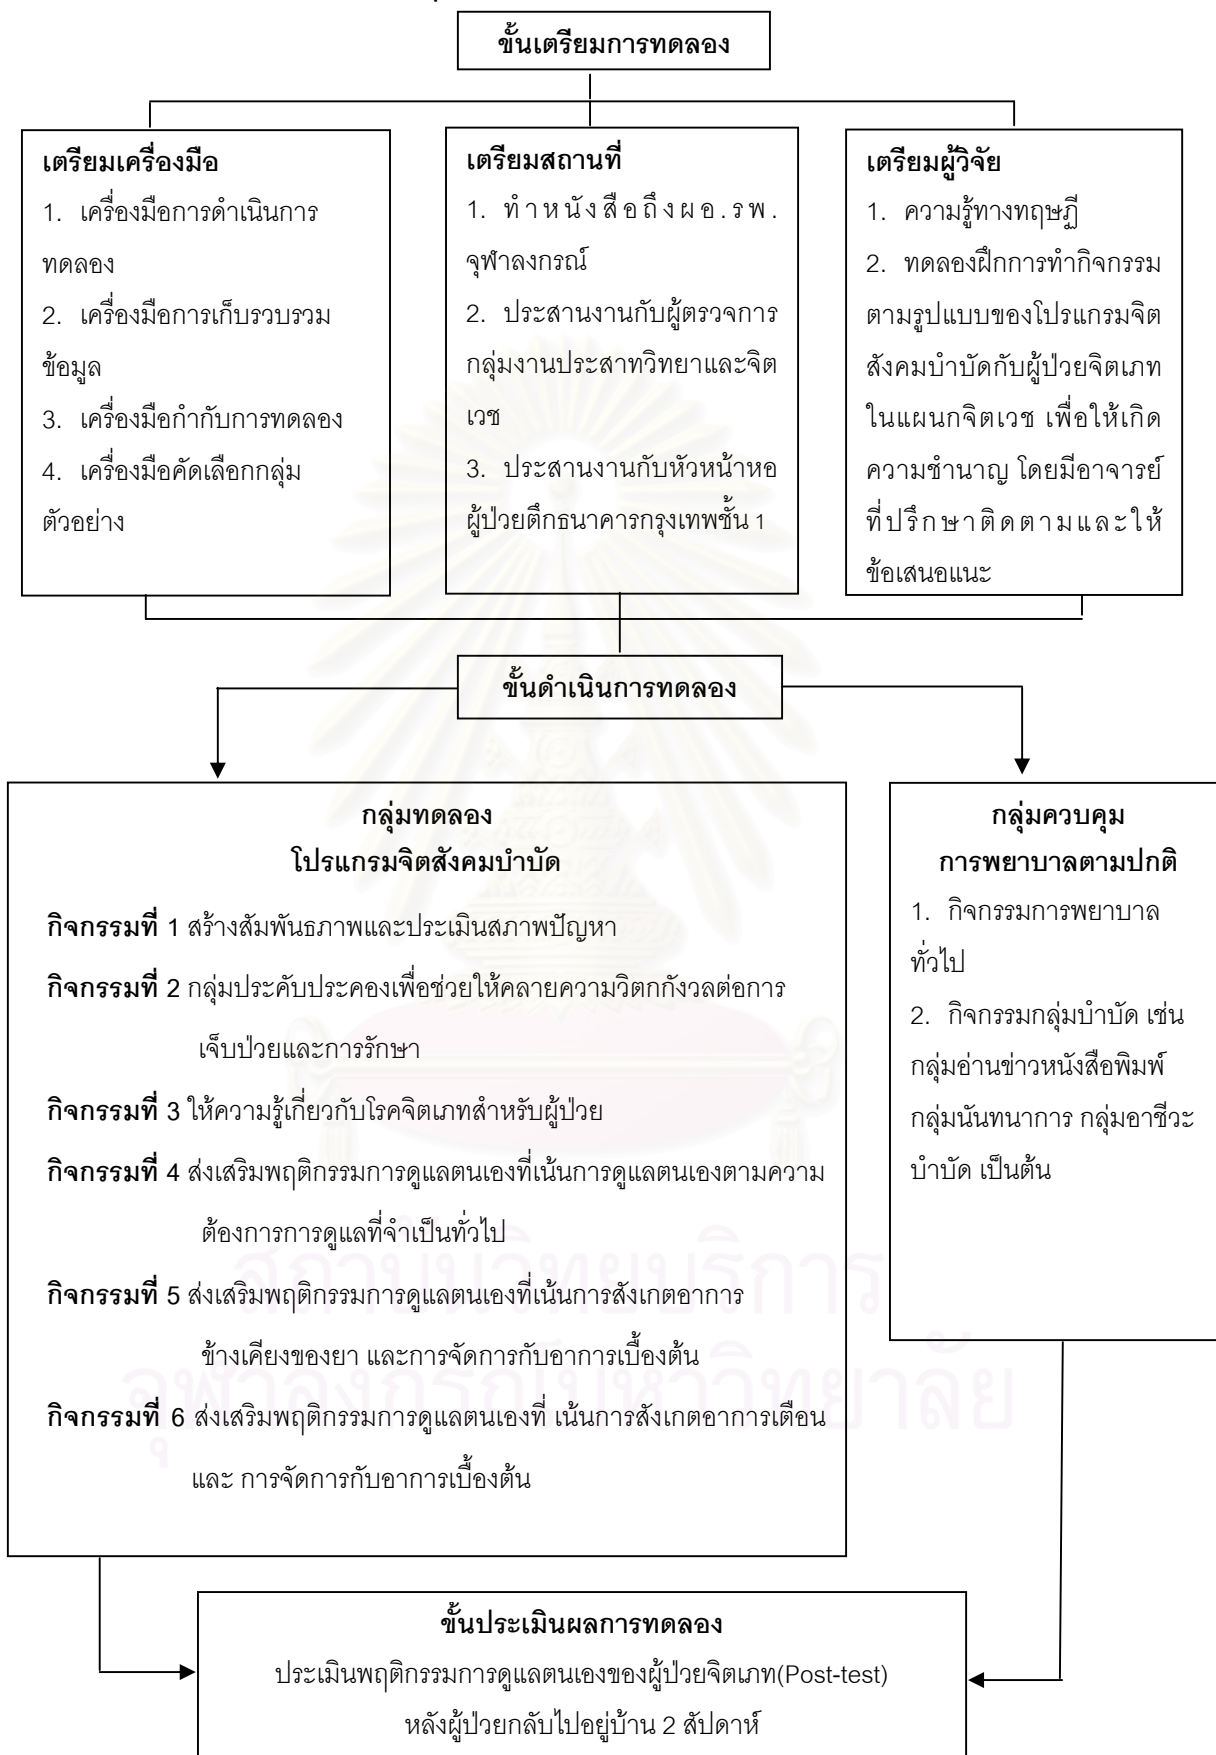 ขั้นเตรียมการทดลอง
เตรียมเครื่องมือ
1. เครื่องมือการดำเนินการ
ทดลอง
2. เครื่องมือการเก็บรวบรวม
ข้อมูล
3. เครื่องมือกำกับการทดลอง
4. เครื่องมือคัดเลือกกลุ่ม
ตัวอย่าง
เตรียมสถานที่
1. ทำหนังสือถึงผอ.รพ.
จุฬาลงกรณ์
2. ประสานงานกับผู้ตรวจการ
กลุ่มงานประสาทวิทยาและจิต
เวช
3. ประสานงานกับหัวหน้าหอ
ผู้ป่วยตึกธนาคารกรุงเทพชั้น 1
เตรียมผู้วิจัย
1. ความรู้ทางทฤษฏี
2. ทดลองฝึกการทำกิจกรรม
ตามรูปแบบของโปรแกรมจิต
สังคมบำบัดกับผู้ป่วยจิตเภท
ในแผนกจิตเวช เพื่อให้เกิด
ความชำนาญ โดยมีอาจารย์
ที่ปรึกษาติดตามและให้
ข้อเสนอแนะ
ขั้นดำเนินการทดลอง
กลุ่มทดลอง
โปรแกรมจิตสังคมบำบัด
กิจกรรมที่ 1 สร้างสัมพันธภาพและประเมินสภาพปัญหา
กิจกรรมที่ 2 กลุ่มประคับประคองเพื่อช่วยให้คลายความวิตกกังวลต่อการ
เจ็บป่วยและการรักษา
กิจกรรมที่ 3 ให้ความรู้เกี่ยวกับโรคจิตเภทสำหรับผู้ป่วย
กิจกรรมที่ 4 ส่งเสริมพฤติกรรมการดูแลตนเองที่เน้นการดูแลตนเองตามความ
ต้องการการดูแลที่จำเป็นทั่วไป
กิจกรรมที่ 5 ส่งเสริมพฤติกรรมการดูแลตนเองที่เน้นการสังเกตอาการ
ข้างเคียงของยา และการจัดการกับอาการเบื้องต้น
กิจกรรมที่ 6 ส่งเสริมพฤติกรรมการดูแลตนเองที่ เน้นการสังเกตอาการเตือน
และ การจัดการกับอาการเบื้องต้น
กลุ่มควบคุม
การพยาบาลตามปกติ
1. กิจกรรมการพยาบาล
ทั่วไป
2. กิจกรรมกลุ่มบำบัด เช่น
กลุ่มอ่านข่าวหนังสือพิมพ์
กลุ่มนันทนาการ กลุ่มอาชีวะ
บำบัด เป็นต้น
สถาบันวิทยบริการ
จุฬาลงกรณ์มหาวิทยาลัย
ขั้นประเมินผลการทดลอง
ประเมินพฤติกรรมการดูแลตนเองของผู้ป่วยจิตเภท(Post-test)
หลังผู้ป่วยกลับไปอยู่บ้าน 2 สัปดาห์